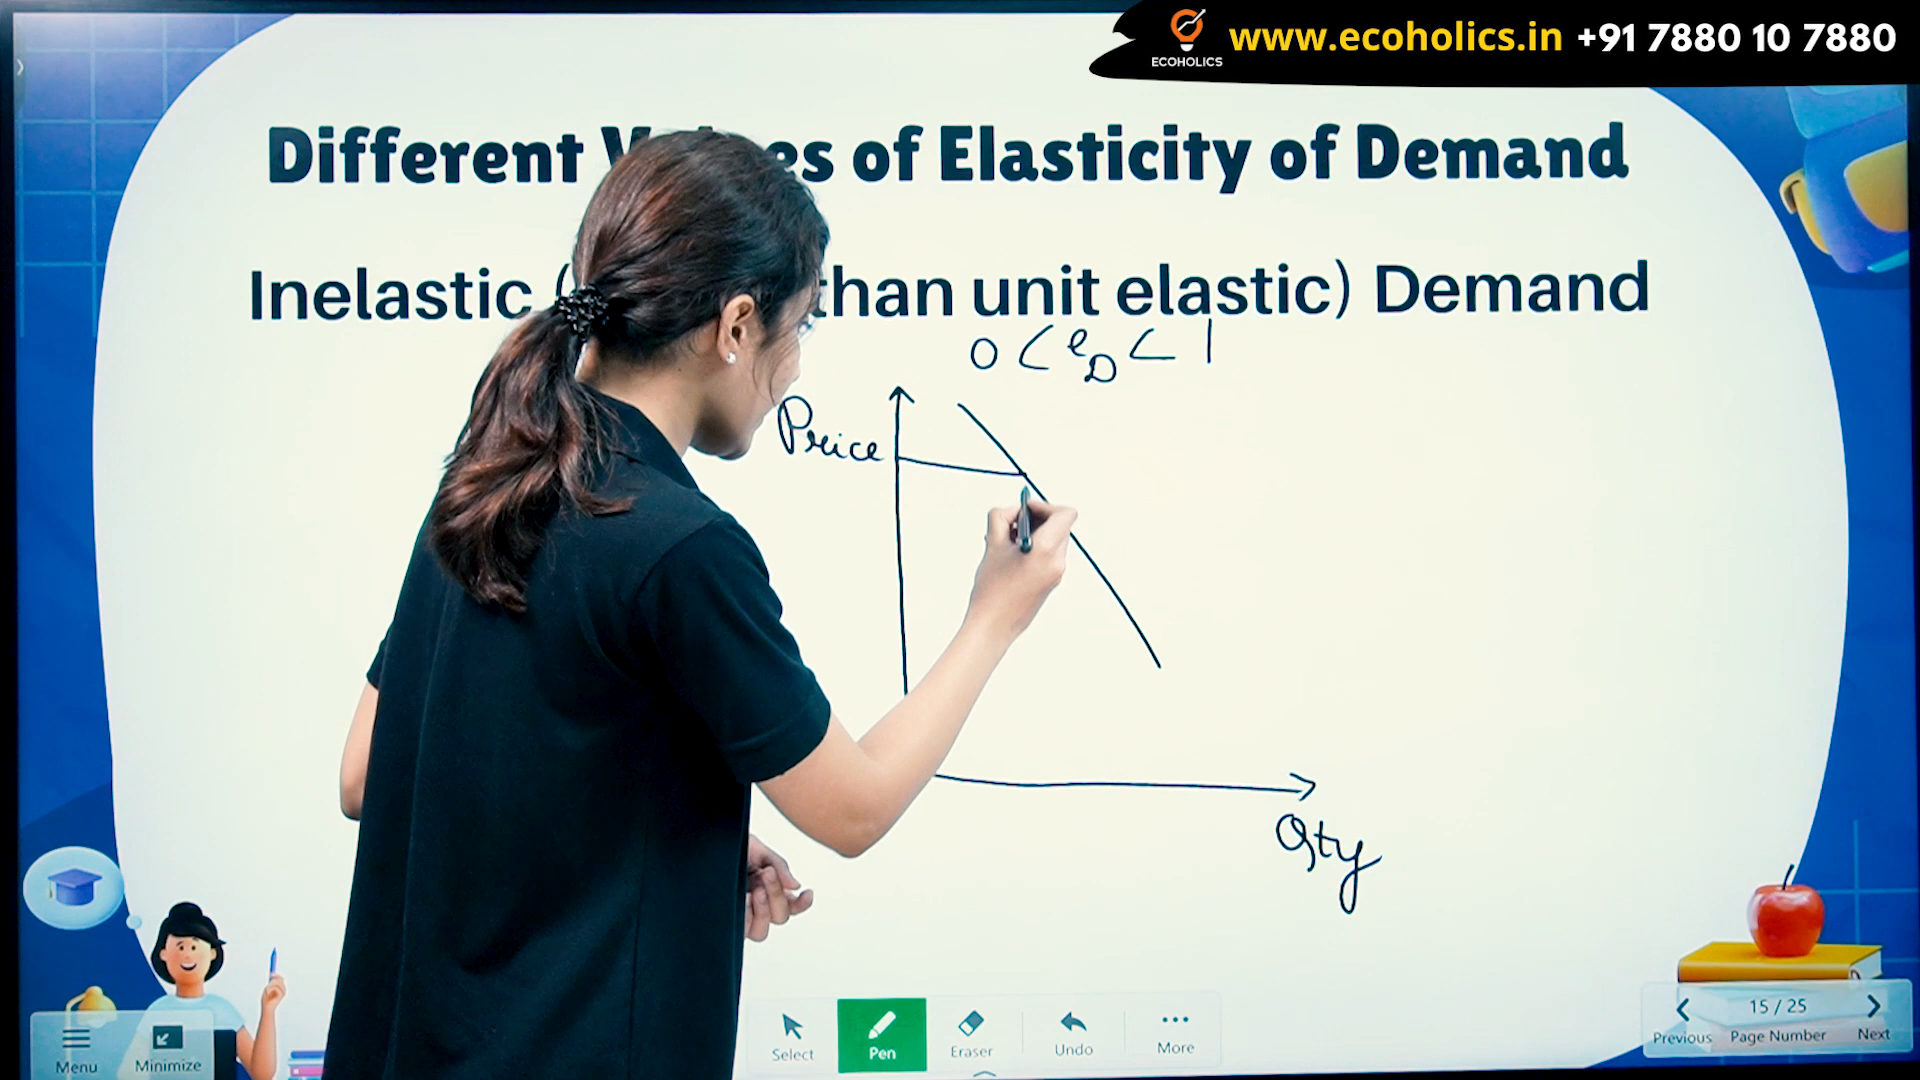 ECOHOLICS
www.ecoholics.in +91 7880 10 7880
Different es of Elasticity of Demand
Inelastic ( than unit elastic) Demand
0 < eD < 1
Price
Qty
Menu
Minimize
Select
Pen
Eraser
Undo
More
15 / 25
Previous Page Number Next